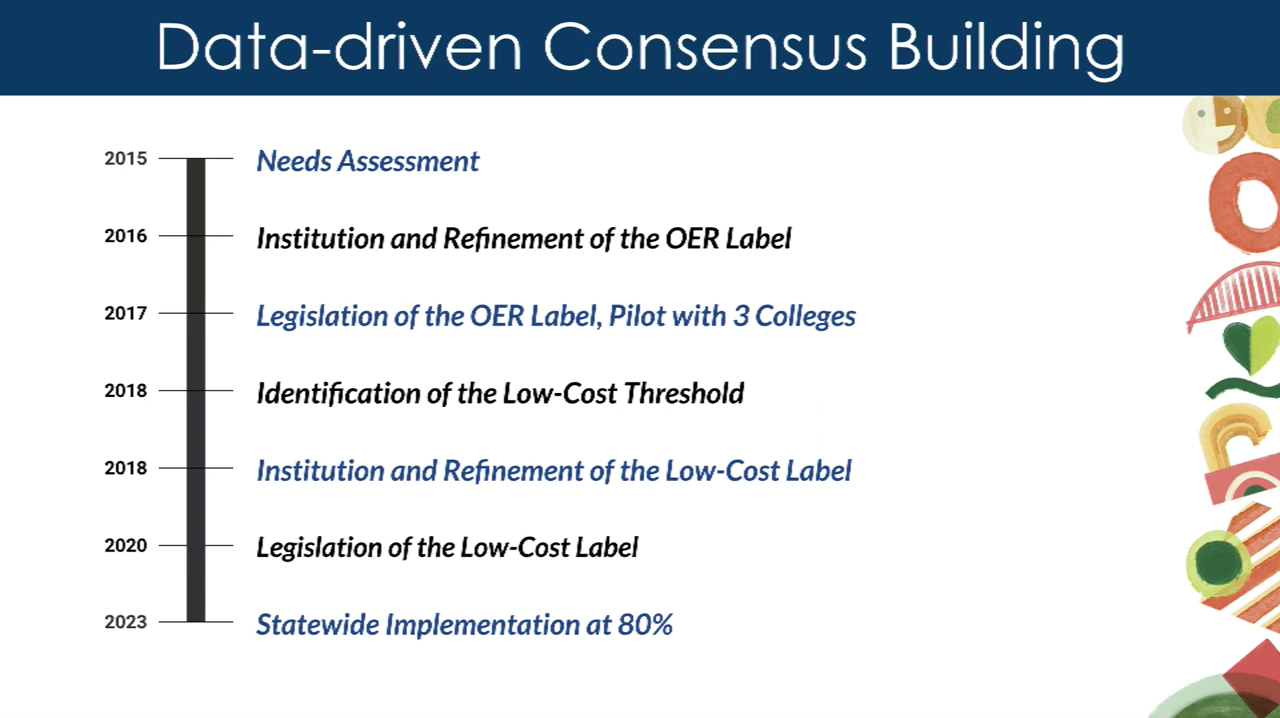 Data-driven Consensus Building
2015 Needs Assessment
2016 Institution and Refinement of the OER Label
2017 Legislation of the OER Label, Pilot with 3 Colleges
2018 Identification of the Low-Cost Threshold
2018 Institution and Refinement of the Low-Cost Label
2020 Legislation of the Low-Cost Label
2023 Statewide Implementation at 80%